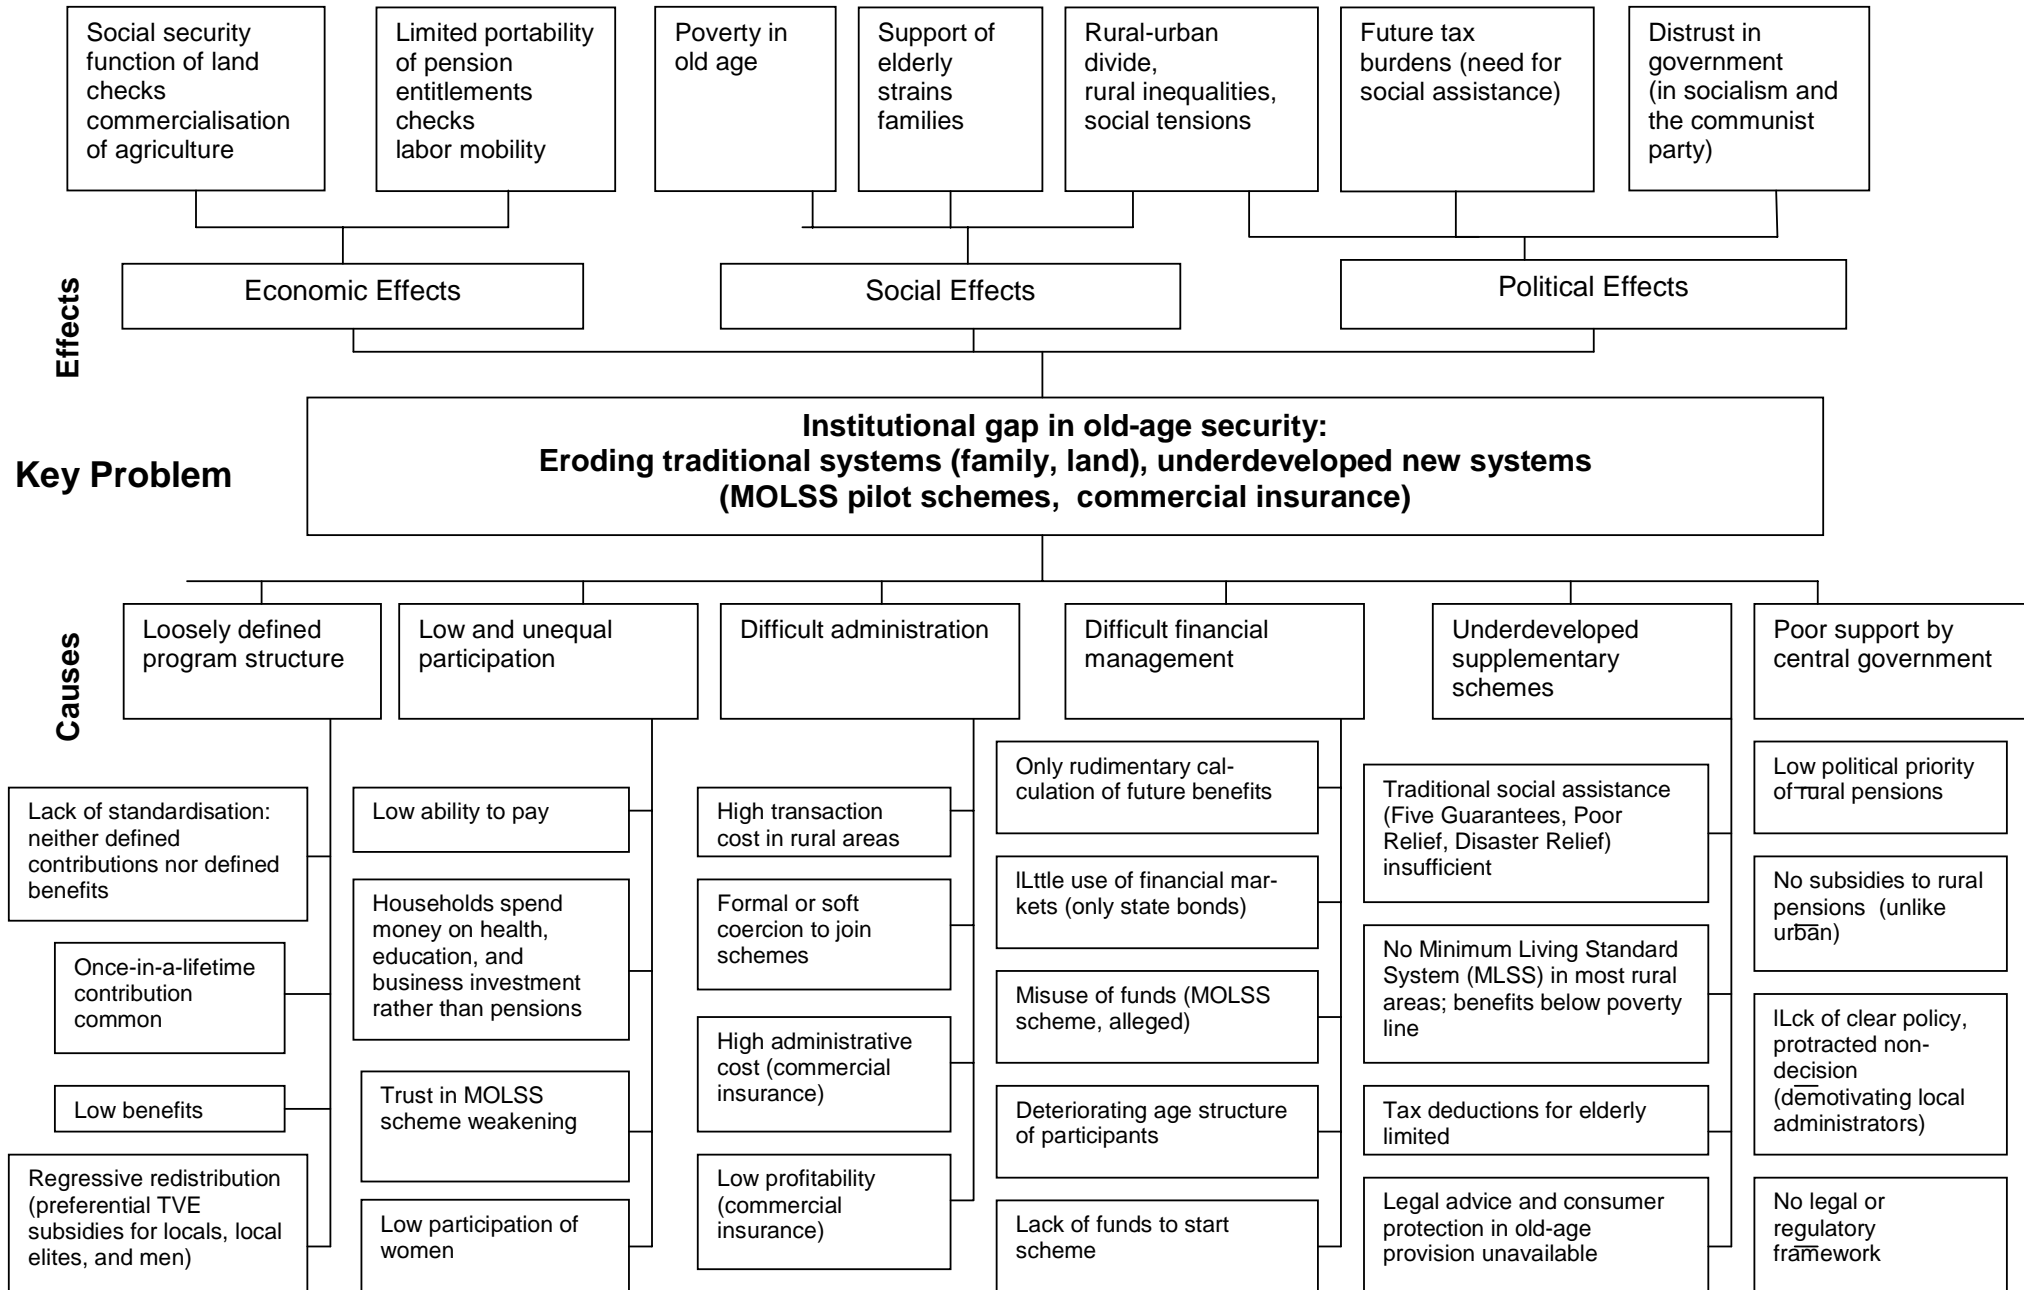 Social security
function of land
checks
commercialisation
of agriculture
Limited portability
of pension
entitlements
checks
labor mobility
Poverty in
old age
Support of
elderly
strains
families
Rural-urban
divide,
rural inequalities,
social tensions
Future tax
burdens (need for
social assistance)
Distrust in
government
(in socialism and
the communist
party)
Effects
Economic Effects
Social Effects
Political Effects
Key Problem
Institutional gap in old-age security:
Eroding traditional systems (family, land), underdeveloped new systems
(MOLSS pilot schemes, commercial insurance)
Causes
Loosely defined
program structure
Low and unequal
participation
Difficult administration
Difficult financial
management
Underdeveloped
supplementary
schemes
Poor support by
central government
Lack of standardisation:
neither defined
contributions nor defined
benefits
Once-in-a-lifetime
contribution
common
Low benefits
Regressive redistribution
(preferential TVE
subsidies for locals, local
elites, and men)
Low ability to pay
Households spend
money on health,
education, and
business investment
rather than pensions
Trust in MOLSS
scheme weakening
Low participation of
women
High transaction
cost in rural areas
Formal or soft
coercion to join
schemes
High administrative
cost (commercial
insurance)
Low profitability
(commercial
insurance)
Only rudimentary cal-
culation of future benefits
lLttle use of financial mar-
kets (only state bonds)
Misuse of funds (MOLSS
scheme, alleged)
Deteriorating age structure
of participants
Lack of funds to start
scheme
Traditional social assistance
(Five Guarantees, Poor
Relief, Disaster Relief)
insufficient
No Minimum Living Standard
System (MLSS) in most rural
areas; benefits below poverty
line
Tax deductions for elderly
limited
Legal advice and consumer
protection in old-age
provision unavailable
Low political priority
of rural pensions
No subsidies to rural
pensions (unlike
urban)
lLck of clear policy,
protracted non-
decision
(demotivating local
administrators)
No legal or
regulatory
framework